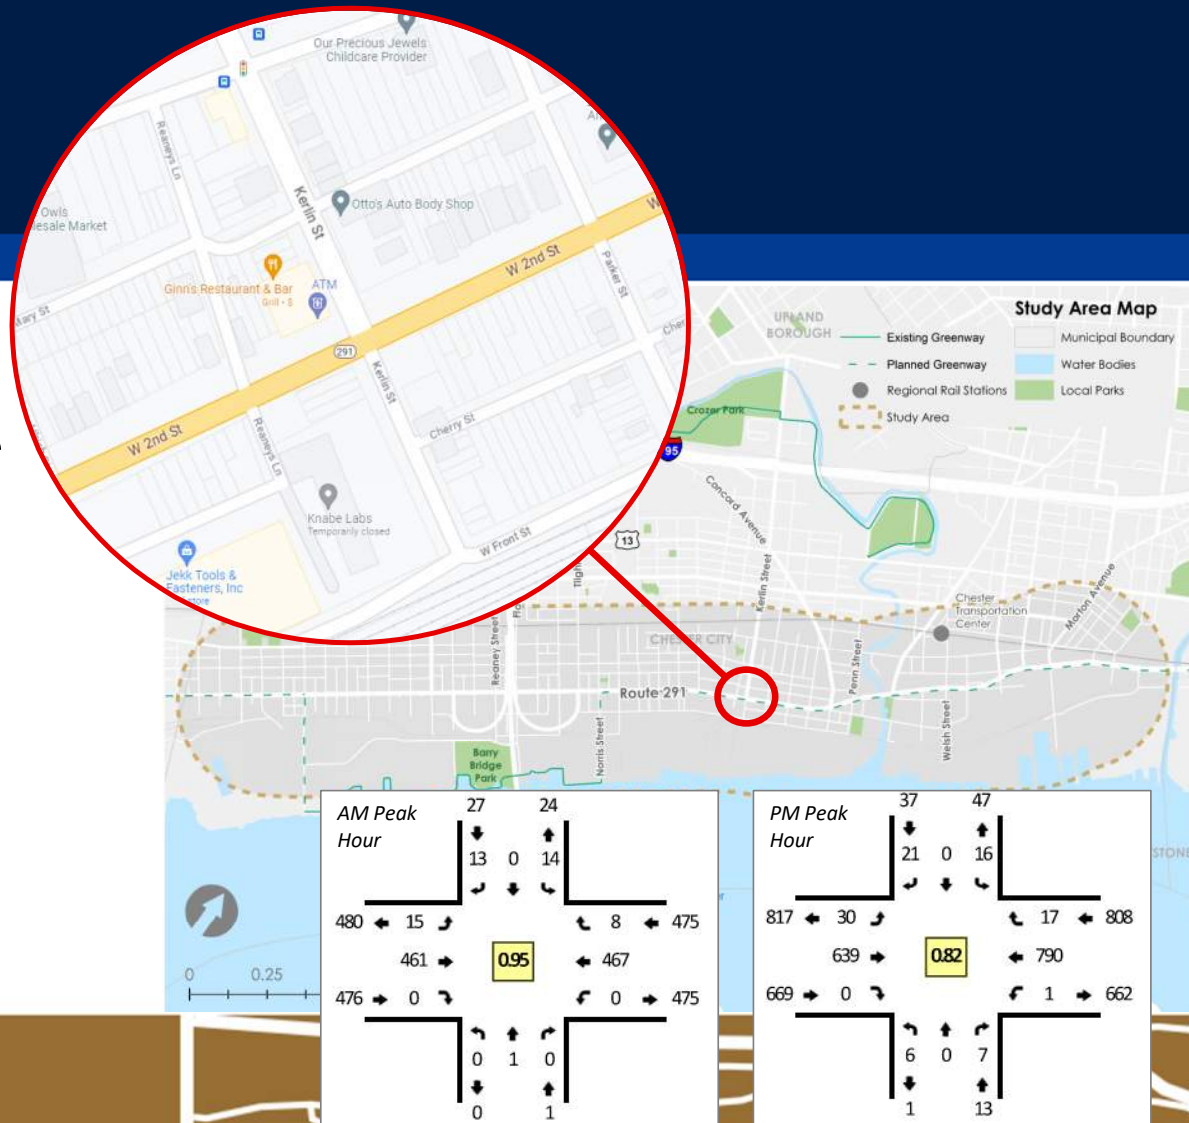 Our Precious Jewels
Childcare Provider
Reaneys Ln
Kerlin St
Owls
Otto's Auto Body Shop
W 2nd St
Parker St
Ginn's Restaurant & Bar
Grill • $
ATM
Mary St
291
Kerlin St
Cherry St
W 2nd St
Reaneys Ln
Knabe Labs
Temporarily closed
W Front St
Jekk Tools &
Fasteners, Inc
Study Area Map
Existing Greenway
Municipal Boundary
Planned Greenway
Water Bodies
Regional Rail Stations
Local Parks
Study Area
UPLAND
BOROUGH
Crozer Park
95
Concord Avenue
13
Kerlin Street
Chester
Transportation
Center
Morton Avenue
CHESTER CITY
Reaney Street
Penn Street
Route 291
Norris Street
Welsh Street
Barry
Bridge
Park
0 0.25
AM Peak
Hour
27 24
13 0 14
480 15 8 475
461 0.95 467
476 0 0 475
0 1 0
0 1
PM Peak
Hour
37 47
21 0 16
817 30 17 808
639 0.82 790
669 0 1 662
6 0 7
1 13